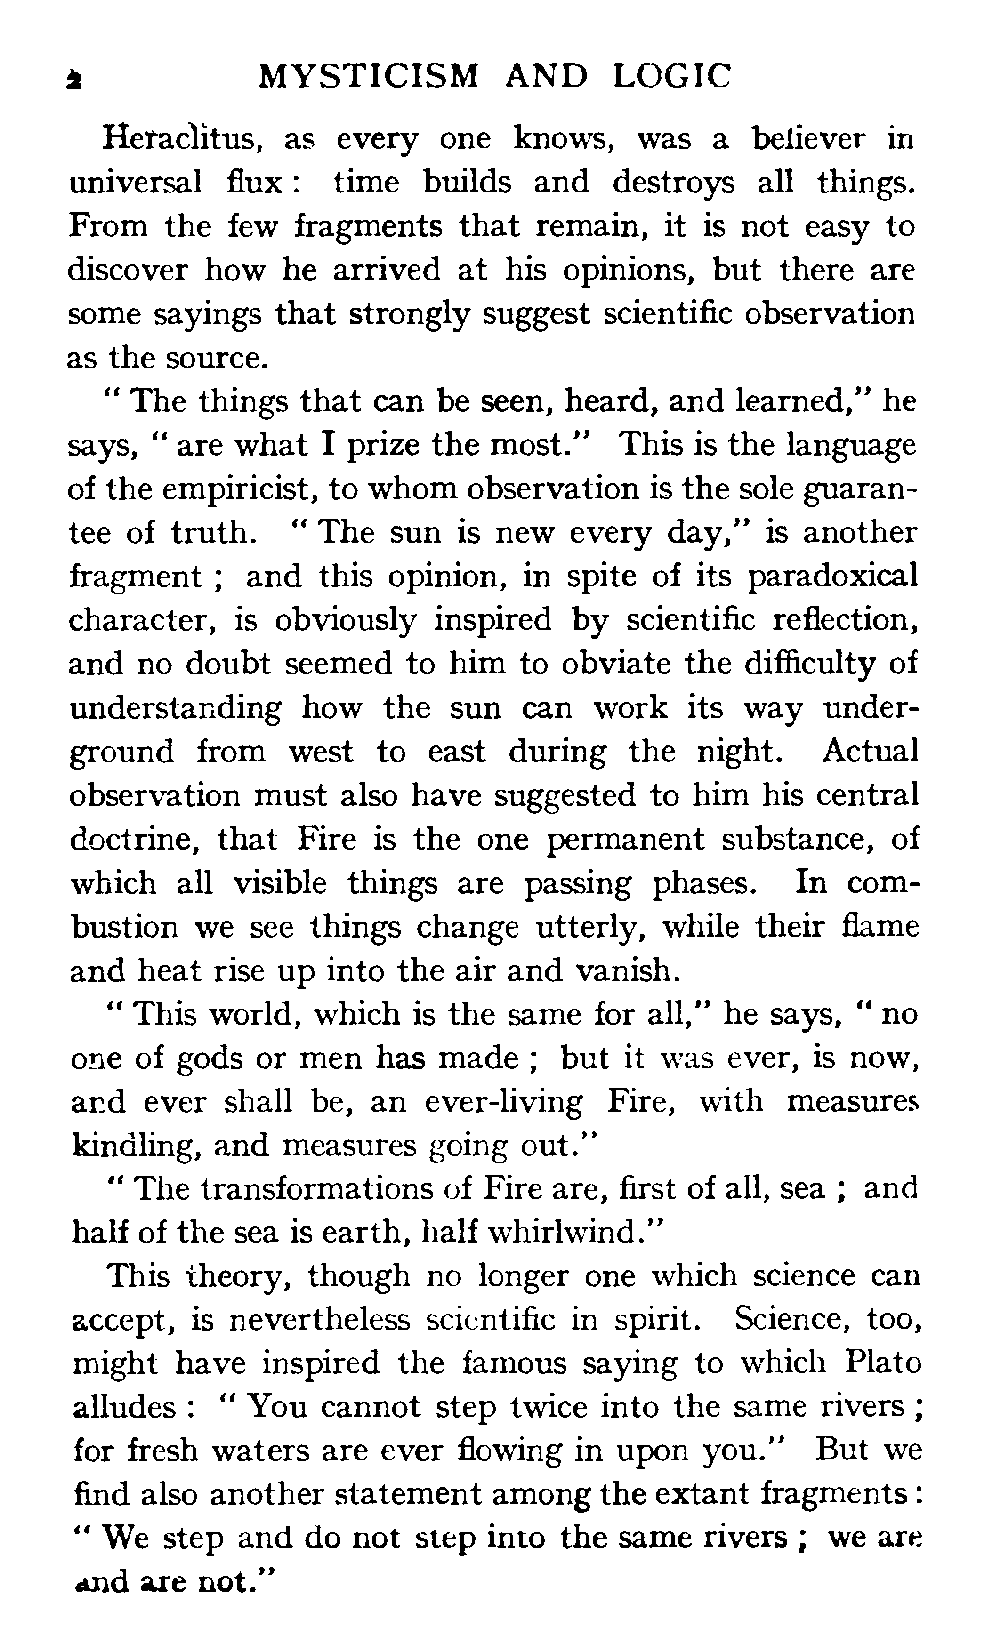 2 MYSTICISM AND LOGIC
Heraclitus, as every one knows, was a believer in
universal flux : time builds and destroys all things.
From the few fragments that remain, it is not easy to
discover how he arrived at his opinions, but there are
some sayings that strongly suggest scientific observation
as the source.
“ The things that can be seen, heard, and learned,” he
says, “ are what I prize the most.” This is the language
of the empiricist, to whom observation is the sole guaran-
tee of truth. “ The sun is new every day,” is another
fragment ; and this opinion, in spite of its paradoxical
character, is obviously inspired by scientific reflection,
and no doubt seemed to him to obviate the difficulty of
understanding how the sun can work its way under-
ground from west to east during the night. Actual
observation must also have suggested to him his central
doctrine, that Fire is the one permanent substance, of
which all visible things are passing phases. In com-
bustion we see things change utterly, while their flame
and heat rise up into the air and vanish.
“ This world, which is the same for all,” he says, “ no
one of gods or men has made ; but it was ever, is now,
and ever shall be, an ever-living Fire, with measures
kindling, and measures going out.”
“ The transformations of Fire are, first of all, sea ; and
half of the sea is earth, half whirlwind.”
This theory, though no longer one which science can
accept, is nevertheless scientific in spirit. Science, too,
might have inspired the famous saying to which Plato
alludes : “ You cannot step twice into the same rivers ;
for fresh waters are ever flowing in upon you.” But we
find also another statement among the extant fragments :
“ We step and do not step into the same rivers ; we are
and are not.”